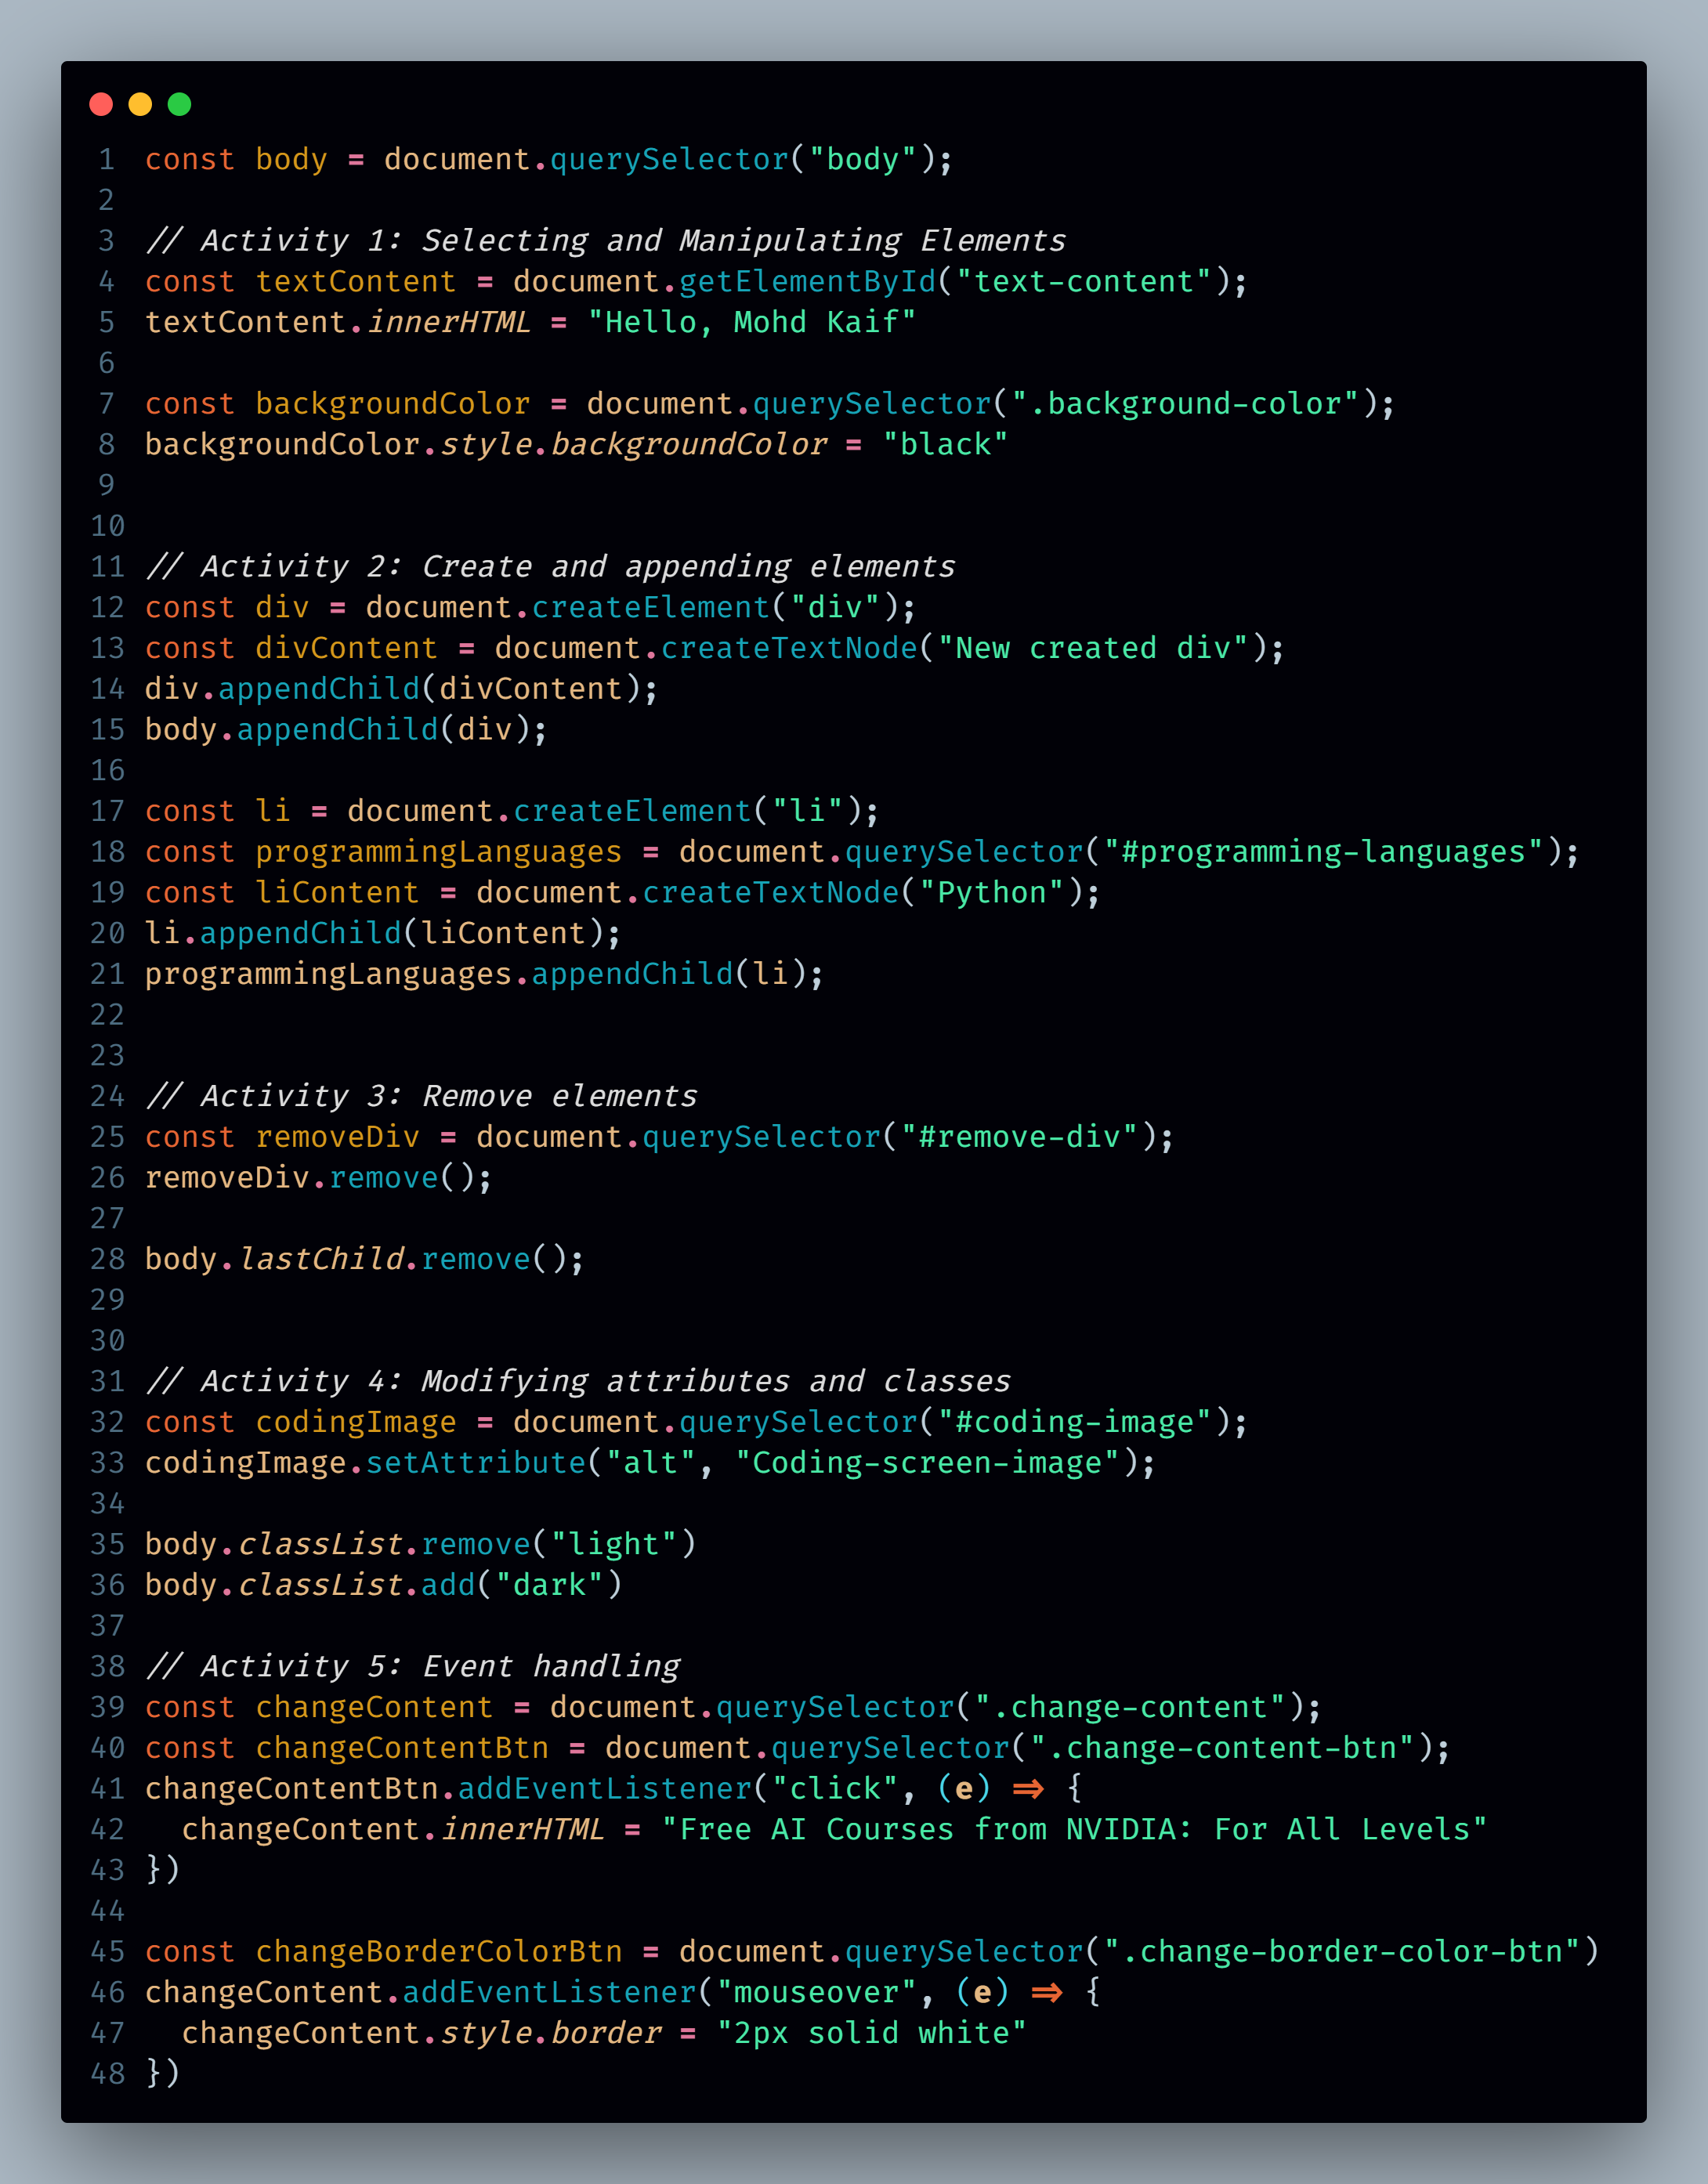 1 const body = document.querySelector("body");
2
3 // Activity 1: Selecting and Manipulating Elements
4 const textContent = document.getElementById("text-content");
5 textContent.innerHTML = "Hello, Mohd Kaif"
6
7 const backgroundColor = document.querySelector(".background-color");
8 backgroundColor.style.backgroundColor = "black"
9
10
11 // Activity 2: Create and appending elements
12 const div = document.createElement("div");
13 const divContent = document.createTextNode("New created div");
14 div.appendChild(divContent);
15 body.appendChild(div);
16
17 const li = document.createElement("li");
18 const programmingLanguages = document.querySelector("#programming-languages");
19 const liContent = document.createTextNode("Python");
20 li.appendChild(liContent);
21 programmingLanguages.appendChild(li);
22
23
24 // Activity 3: Remove elements
25 const removeDiv = document.querySelector("#remove-div");
26 removeDiv.remove();
27
28 body.lastChild.remove();
29
30
31 // Activity 4: Modifying attributes and classes
32 const codingImage = document.querySelector("#coding-image");
33 codingImage.setAttribute("alt", "Coding-screen-image");
34
35 body.classList.remove("light")
36 body.classList.add("dark")
37
38 // Activity 5: Event handling
39 const changeContent = document.querySelector(".change-content");
40 const changeContentBtn = document.querySelector(".change-content-btn");
41 changeContentBtn.addEventListener("click", (e) => {
42   changeContent.innerHTML = "Free AI Courses from NVIDIA: For All Levels"
43 })
44
45 const changeBorderColorBtn = document.querySelector(".change-border-color-btn")
46 changeContent.addEventListener("mouseover", (e) => {
47   changeContent.style.border = "2px solid white"
48 })